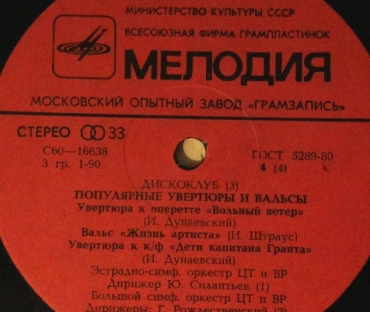 МИНИСТЕРСТВО КУЛЬТУРЫ СССР
ВСЕСОЮЗНАЯ ФИРМА ГРАМПЛАСТИНОК
МЕЛОДИЯ
МОСКОВСКИЙ ОПЫТНЫЙ ЗАВОД «ГРАМЗАПИСЬ»
СТЕРЕО 33
С60—16638
ГОСТ 5289-80
3 гр. 1-90
4 (4)
ДИСКОКЛУБ (3)
ПОПУЛЯРНЫЕ УВЕРТЮРЫ И ВАЛЬСЫ
Увертюра к оперетте «Вольный ветер»
(И. Дунаевский)
Вальс «Жизнь артиста» (И. Штраус)
Увертюра к к/ф «Дети капитана Гранта»
(И. Дунаевский)
Эстрадно-симф. оркестр ЦТ и ВР
Дирижер Ю. Силантьев (1)
Большой симф. оркестр ЦТ и ВР
Дирижеры: Г. Рождественский